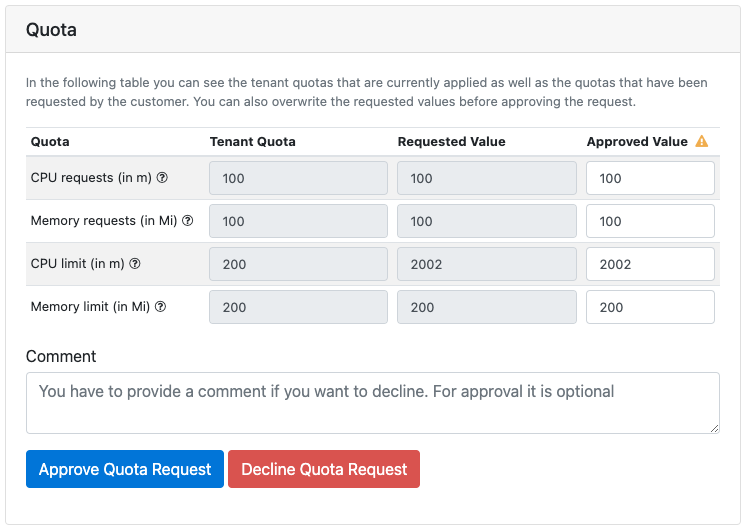 Quota
In the following table you can see the tenant quotas that are currently applied as well as the quotas that have been
requested by the customer. You can also overwrite the requested values before approving the request.
Quota Tenant Quota Requested Value Approved Value
CPU requests (in m) 100 100 100
Memory requests (in Mi) 100 100 100
CPU limit (in m) 200 2002 2002
Memory limit (in Mi) 200 200 200
Comment
You have to provide a comment if you want to decline. For approval it is optional
Approve Quota Request Decline Quota Request